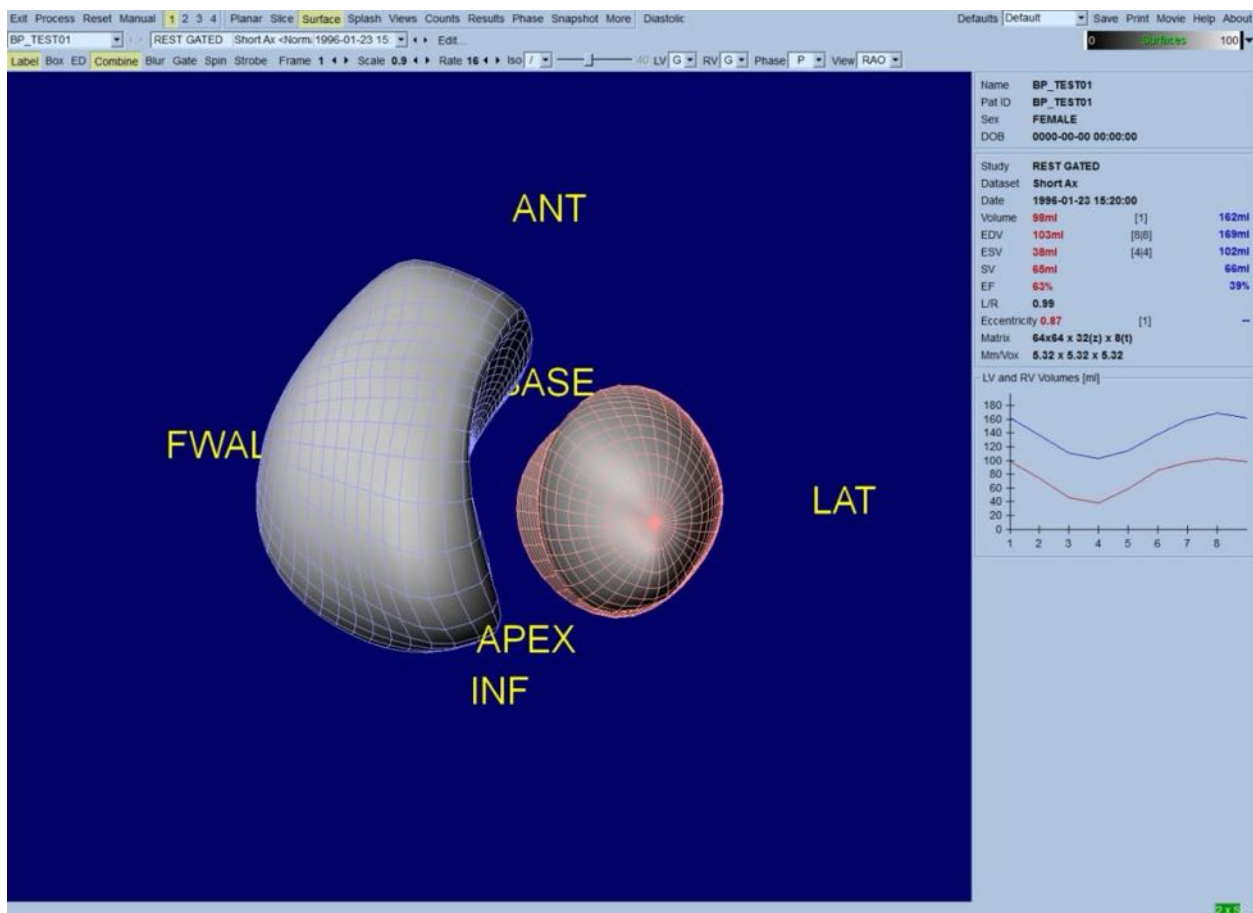 Exit Process Reset Manual 1 2 3 4 Planar Slice Surface Splash Views Counts Results Phase Snapshot More Diastolic Defaults Default Save Print Movie Help About
BP_TEST01 REST GATED Short Ax <Norm 1996-01-23 15: Edit... 0 Surfaces 100
Label Box ED Combine Blur Gate Spin Strobe Frame 1 Scale 0.9 Rate 16 Iso / 40 LV G RV G Phase P View RAO
ANT
BASE
FWAL
LAT
APEX
INF
Name BP_TEST01
Pat ID BP_TEST01
Sex FEMALE
DOB 0000-00-00 00:00:00
Study REST GATED
Dataset Short Ax
Date 1996-01-23 15:20:00
Volume 98ml [1] 162ml
EDV 103ml [8|8] 169ml
ESV 38ml [4|4] 102ml
SV 65ml 66ml
EF 63% 39%
L/R 0.99
Eccentricity 0.87 [1] --
Matrix 64x64 x 32(z) x 8(t)
Mm/Vox 5.32 x 5.32 x 5.32
LV and RV Volumes [ml]
180
160
140
120
100
80
60
40
20
0
1 2 3 4 5 6 7 8
2 x S